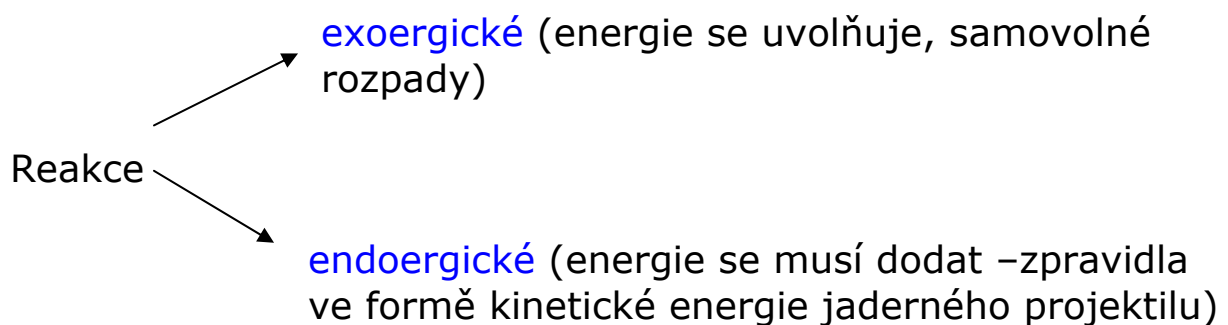 exoergické (energie se uvolňuje, samovolné
rozpady)
Reakce
endoergické (energie se musí dodat –zpravidla
ve formě kinetické energie jaderného projektilu)